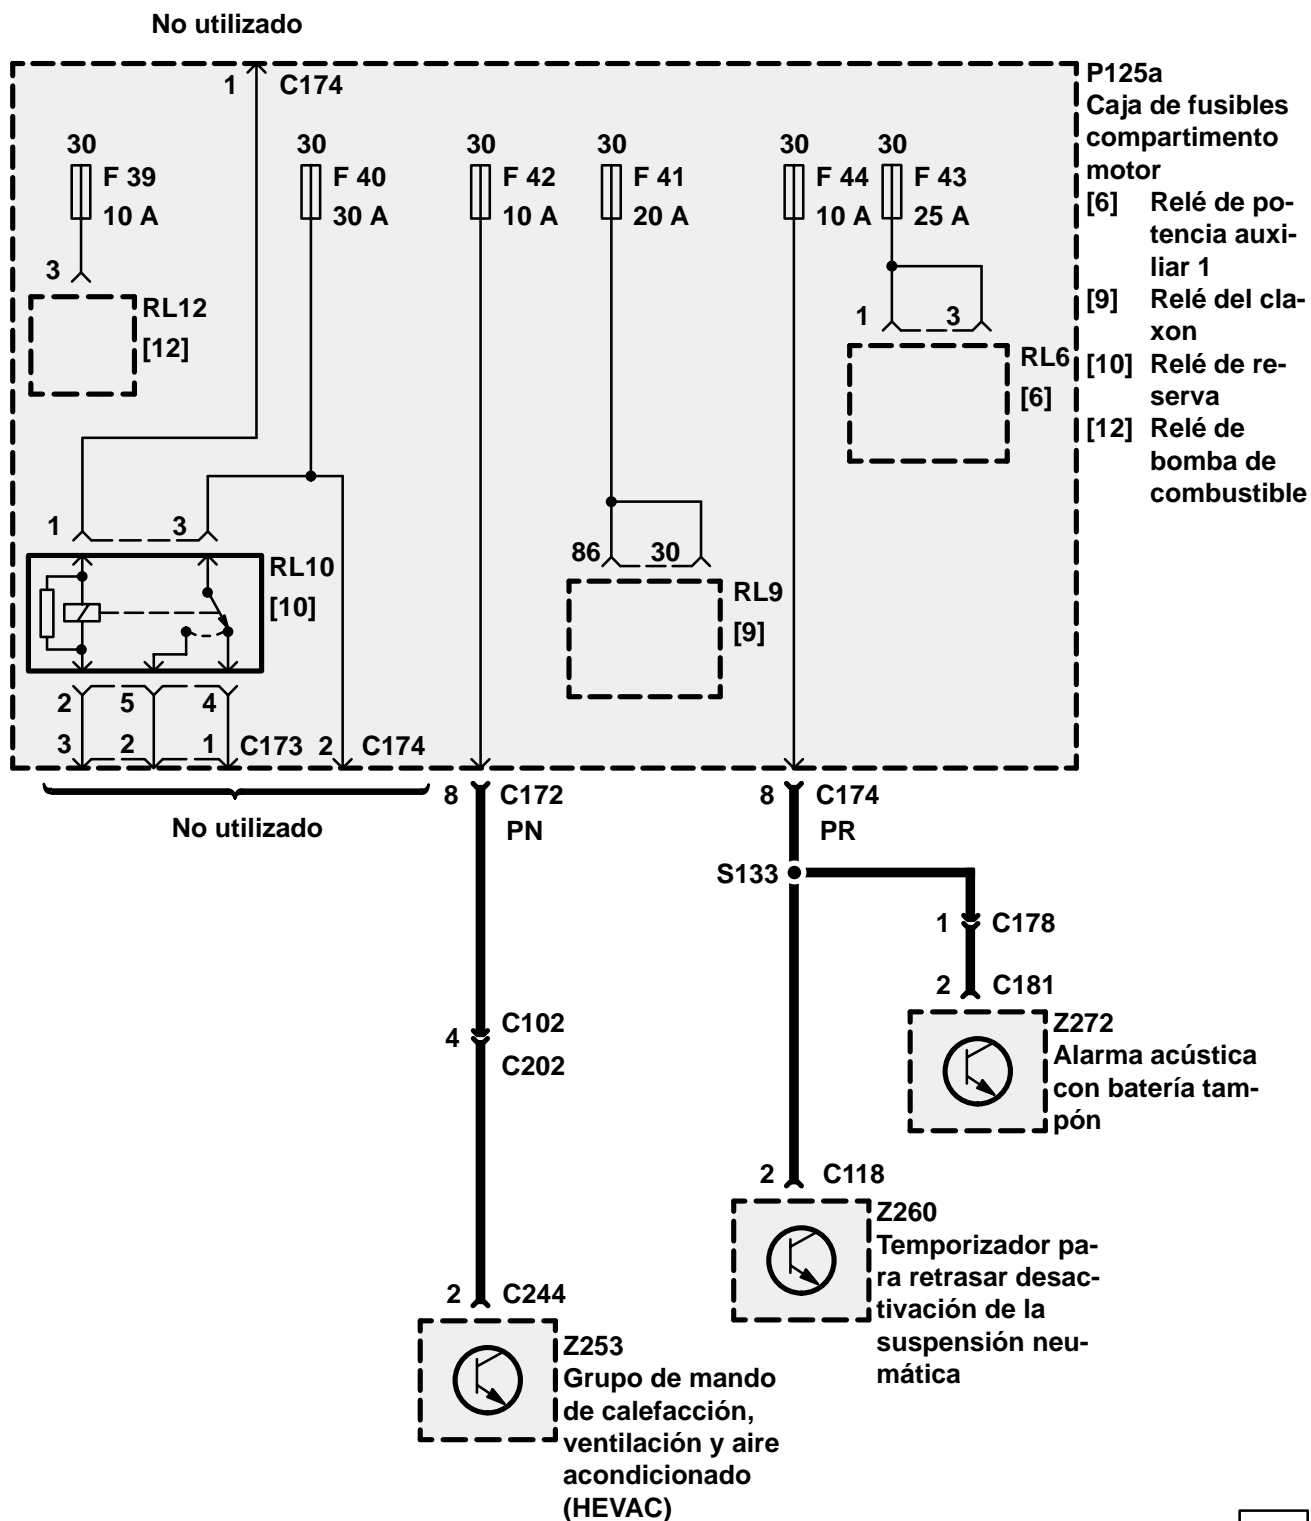 No utilizado
1 C174
P125a
Caja de fusibles
compartimento
motor
[6] Relé de po-
tencia auxi-
liar 1
[9] Relé del cla-
xon
[10] Relé de re-
serva
[12] Relé de
bomba de
combustible
30 30 30 30 30 30
F 39 F 40 F 42 F 41 F 44 F 43
10 A 30 A 10 A 20 A 10 A 25 A
3
RL12
[12]
1 3
RL6
[6]
1 3
RL10
[10]
86 30
RL9
[9]
2 5 4
3 2 1 C173 2 C174
No utilizado
8 C172
PN
8 C174
PR
S133
1 C178
2 C181
Z272
Alarma acústica
con batería tam-
pón
4 C102
C202
2 C118
Z260
Temporizador pa-
ra retrasar desac-
tivación de la
suspensión neu-
mática
2 C244
Z253
Grupo de mando
de calefacción,
ventilación y aire
acondicionado
(HEVAC)